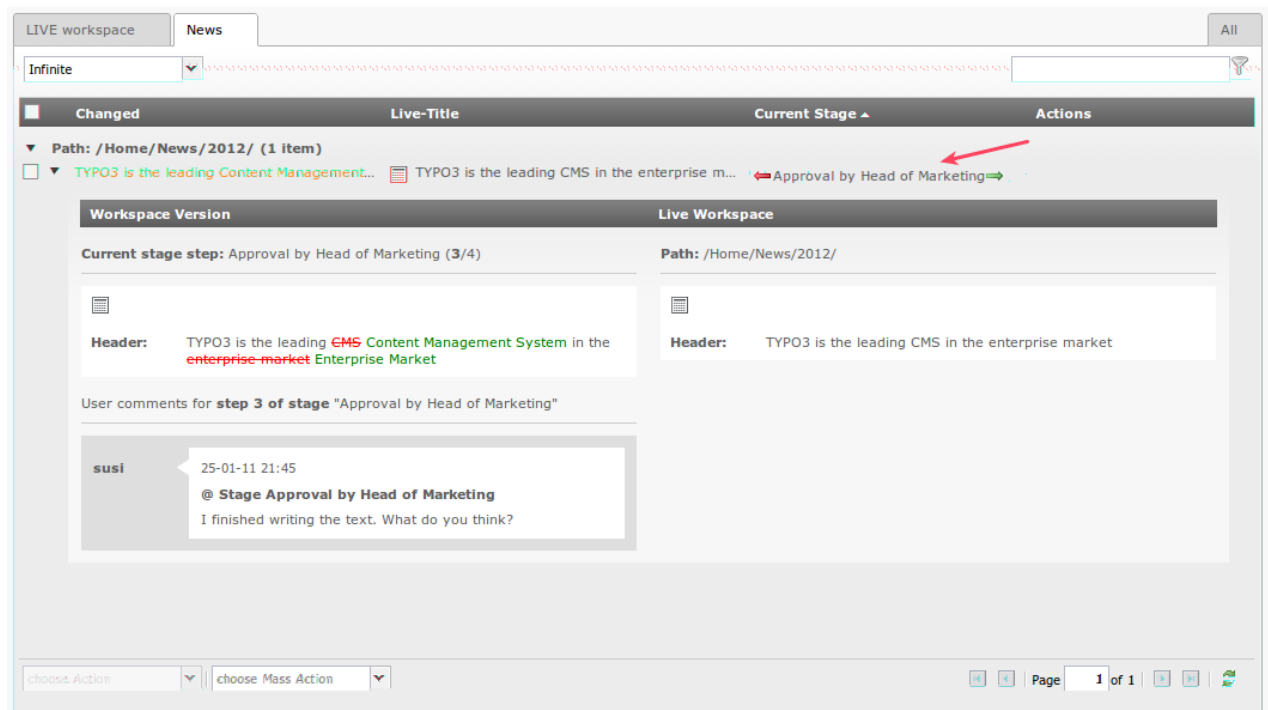 LIVE workspace News All
Infinite
Changed Live-Title Current Stage Actions
Path: /Home/News/2012/ (1 item)
TYPO3 is the leading Content Management... TYPO3 is the leading CMS in the enterprise m... Approval by Head of Marketing
Workspace Version Live Workspace
Current stage step: Approval by Head of Marketing (3/4) Path: /Home/News/2012/
Header: TYPO3 is the leading CMS Content Management System in the Header: TYPO3 is the leading CMS in the enterprise market
enterprise market Enterprise Market
User comments for step 3 of stage "Approval by Head of Marketing"
susi 25-01-11 21:45
@ Stage Approval by Head of Marketing
I finished writing the text. What do you think?
choose Action choose Mass Action Page 1 of 1